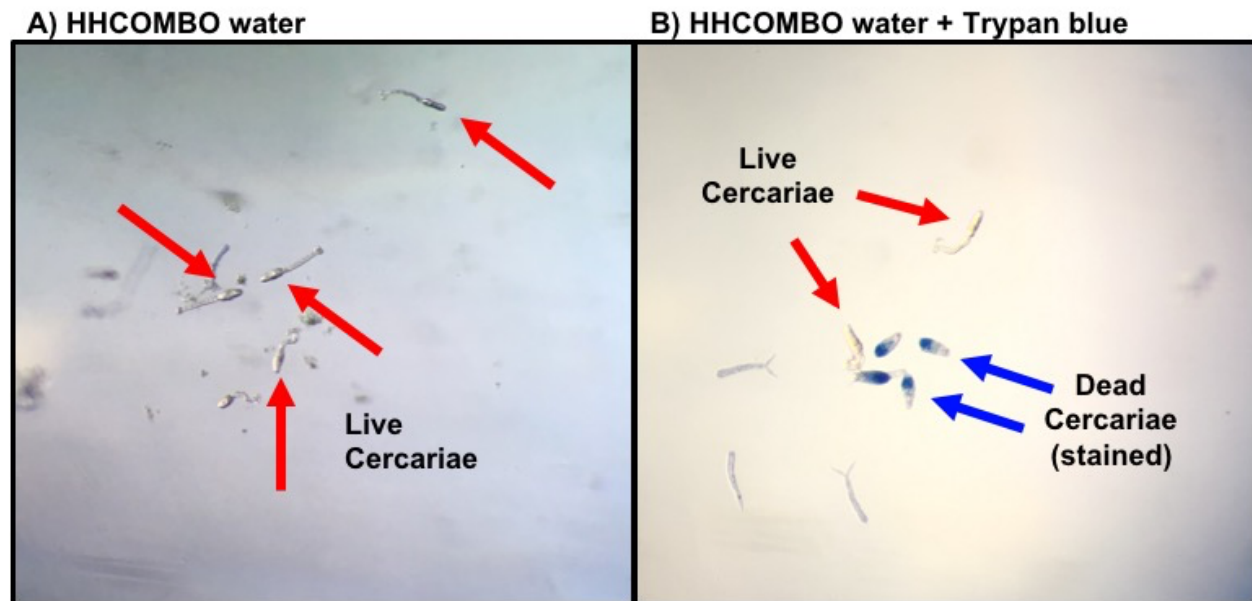 A) HHCOMBO water
B) HHCOMBO water + Trypan blue
Live
Cercariae
Live
Cercariae
Dead
Cercariae
(stained)